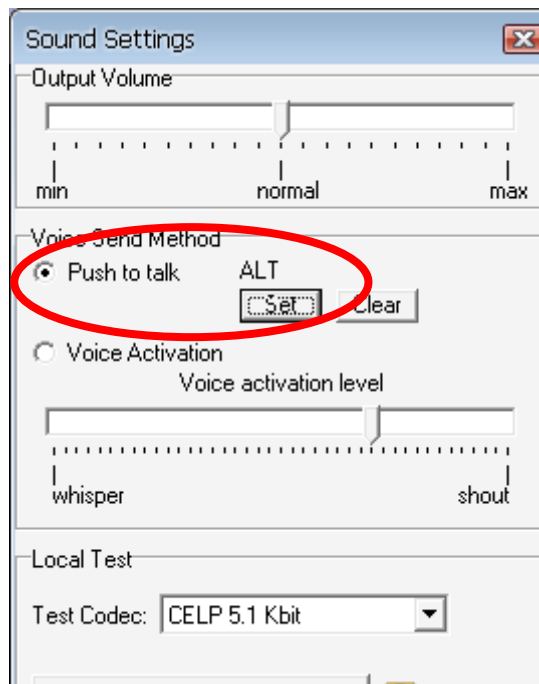 Sound Settings
Output Volume
min normal max
Voice Send Method
Push to talk ALT
Set Clear
Voice Activation
Voice activation level
whisper shout
Local Test
Test Codec: CELP 5.1 Kbit